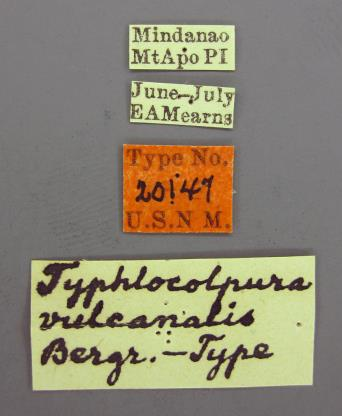 Mindanao
MtApo PI
June–July
EAMearns
Type No.
20147
U.S.N M.
Typhlocolpura
vulcanalis
Bergr.—Type